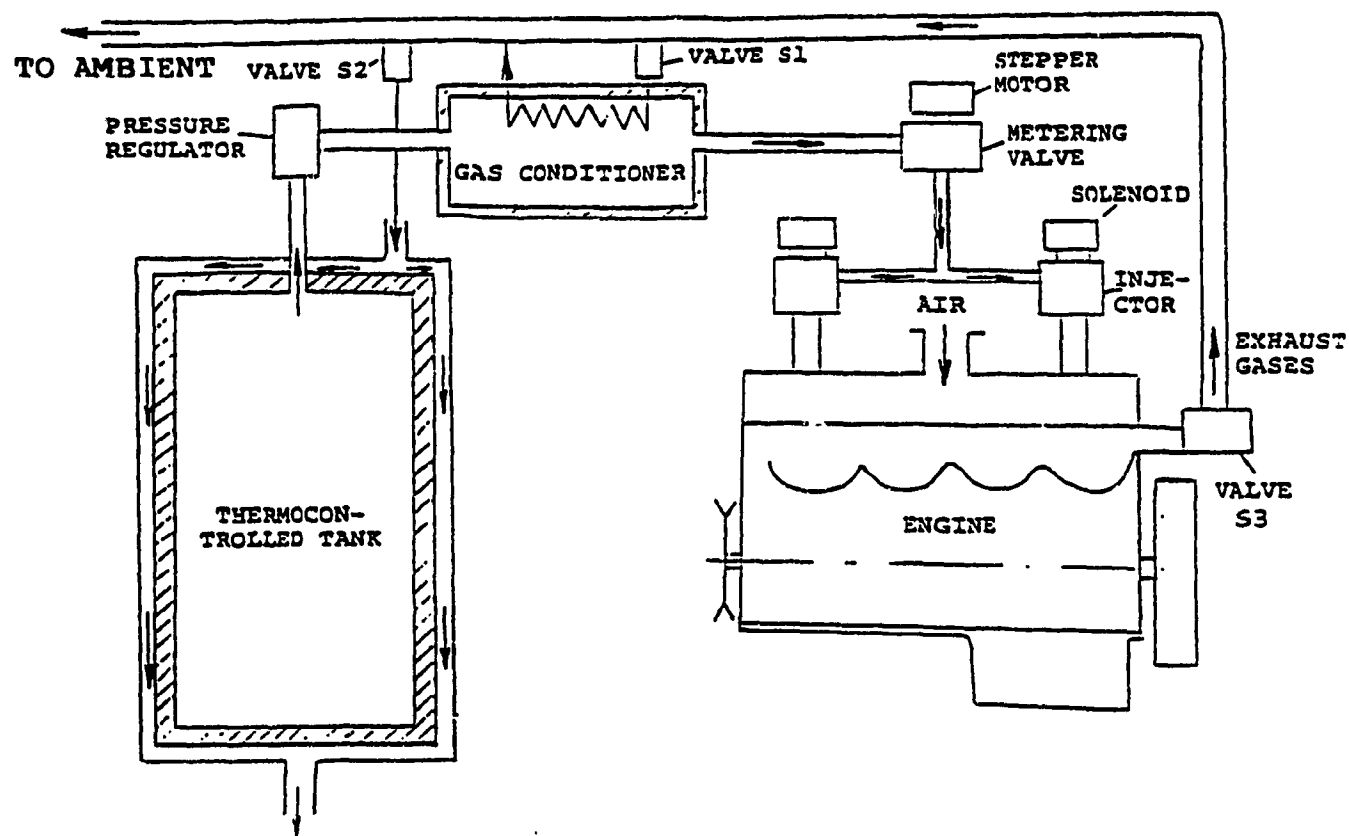 TO AMBIENT
VALVE S2
VALVE S1
STEPPER
MOTOR
PRESSURE
REGULATOR
METERING
VALVE
GAS CONDITIONER
SOLENOID
INJE-
CTOR
AIR
EXHAUST
GASES
THERMOCON-
TROLLED TANK
ENGINE
VALVE
S3